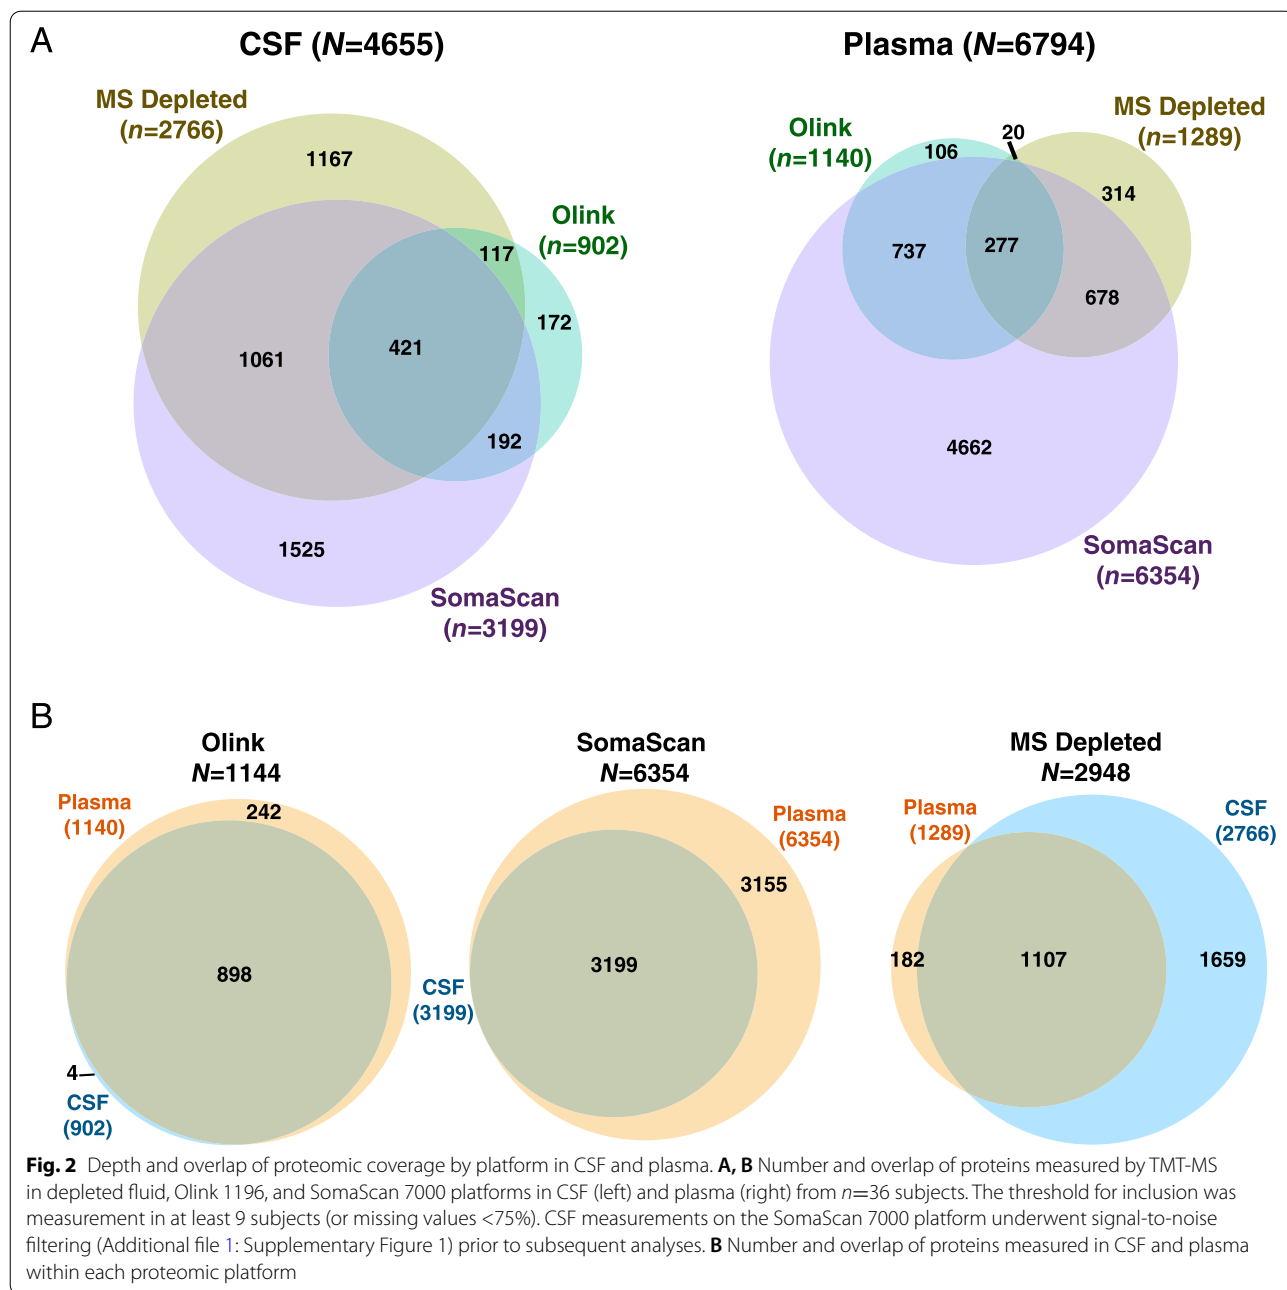 A
CSF (N=4655)
MS Depleted
(n=2766)
1167
Olink
(n=902)
117
172
1061
421
192
1525
SomaScan
(n=3199)
Plasma (N=6794)
Olink
(n=1140)
106
20
MS Depleted
(n=1289)
314
737
277
678
4662
SomaScan
(n=6354)
B
Olink
N=1144
Plasma
(1140)
242
898
4
CSF
(902)
SomaScan
N=6354
Plasma
(6354)
3155
3199
CSF
(3199)
MS Depleted
N=2948
Plasma
(1289)
CSF
(2766)
182
1107
1659
Fig. 2 Depth and overlap of proteomic coverage by platform in CSF and plasma. A, B Number and overlap of proteins measured by TMT-MS
in depleted fluid, Olink 1196, and SomaScan 7000 platforms in CSF (left) and plasma (right) from n=36 subjects. The threshold for inclusion was
measurement in at least 9 subjects (or missing values <75%). CSF measurements on the SomaScan 7000 platform underwent signal-to-noise
filtering (Additional file 1: Supplementary Figure 1) prior to subsequent analyses. B Number and overlap of proteins measured in CSF and plasma
within each proteomic platform